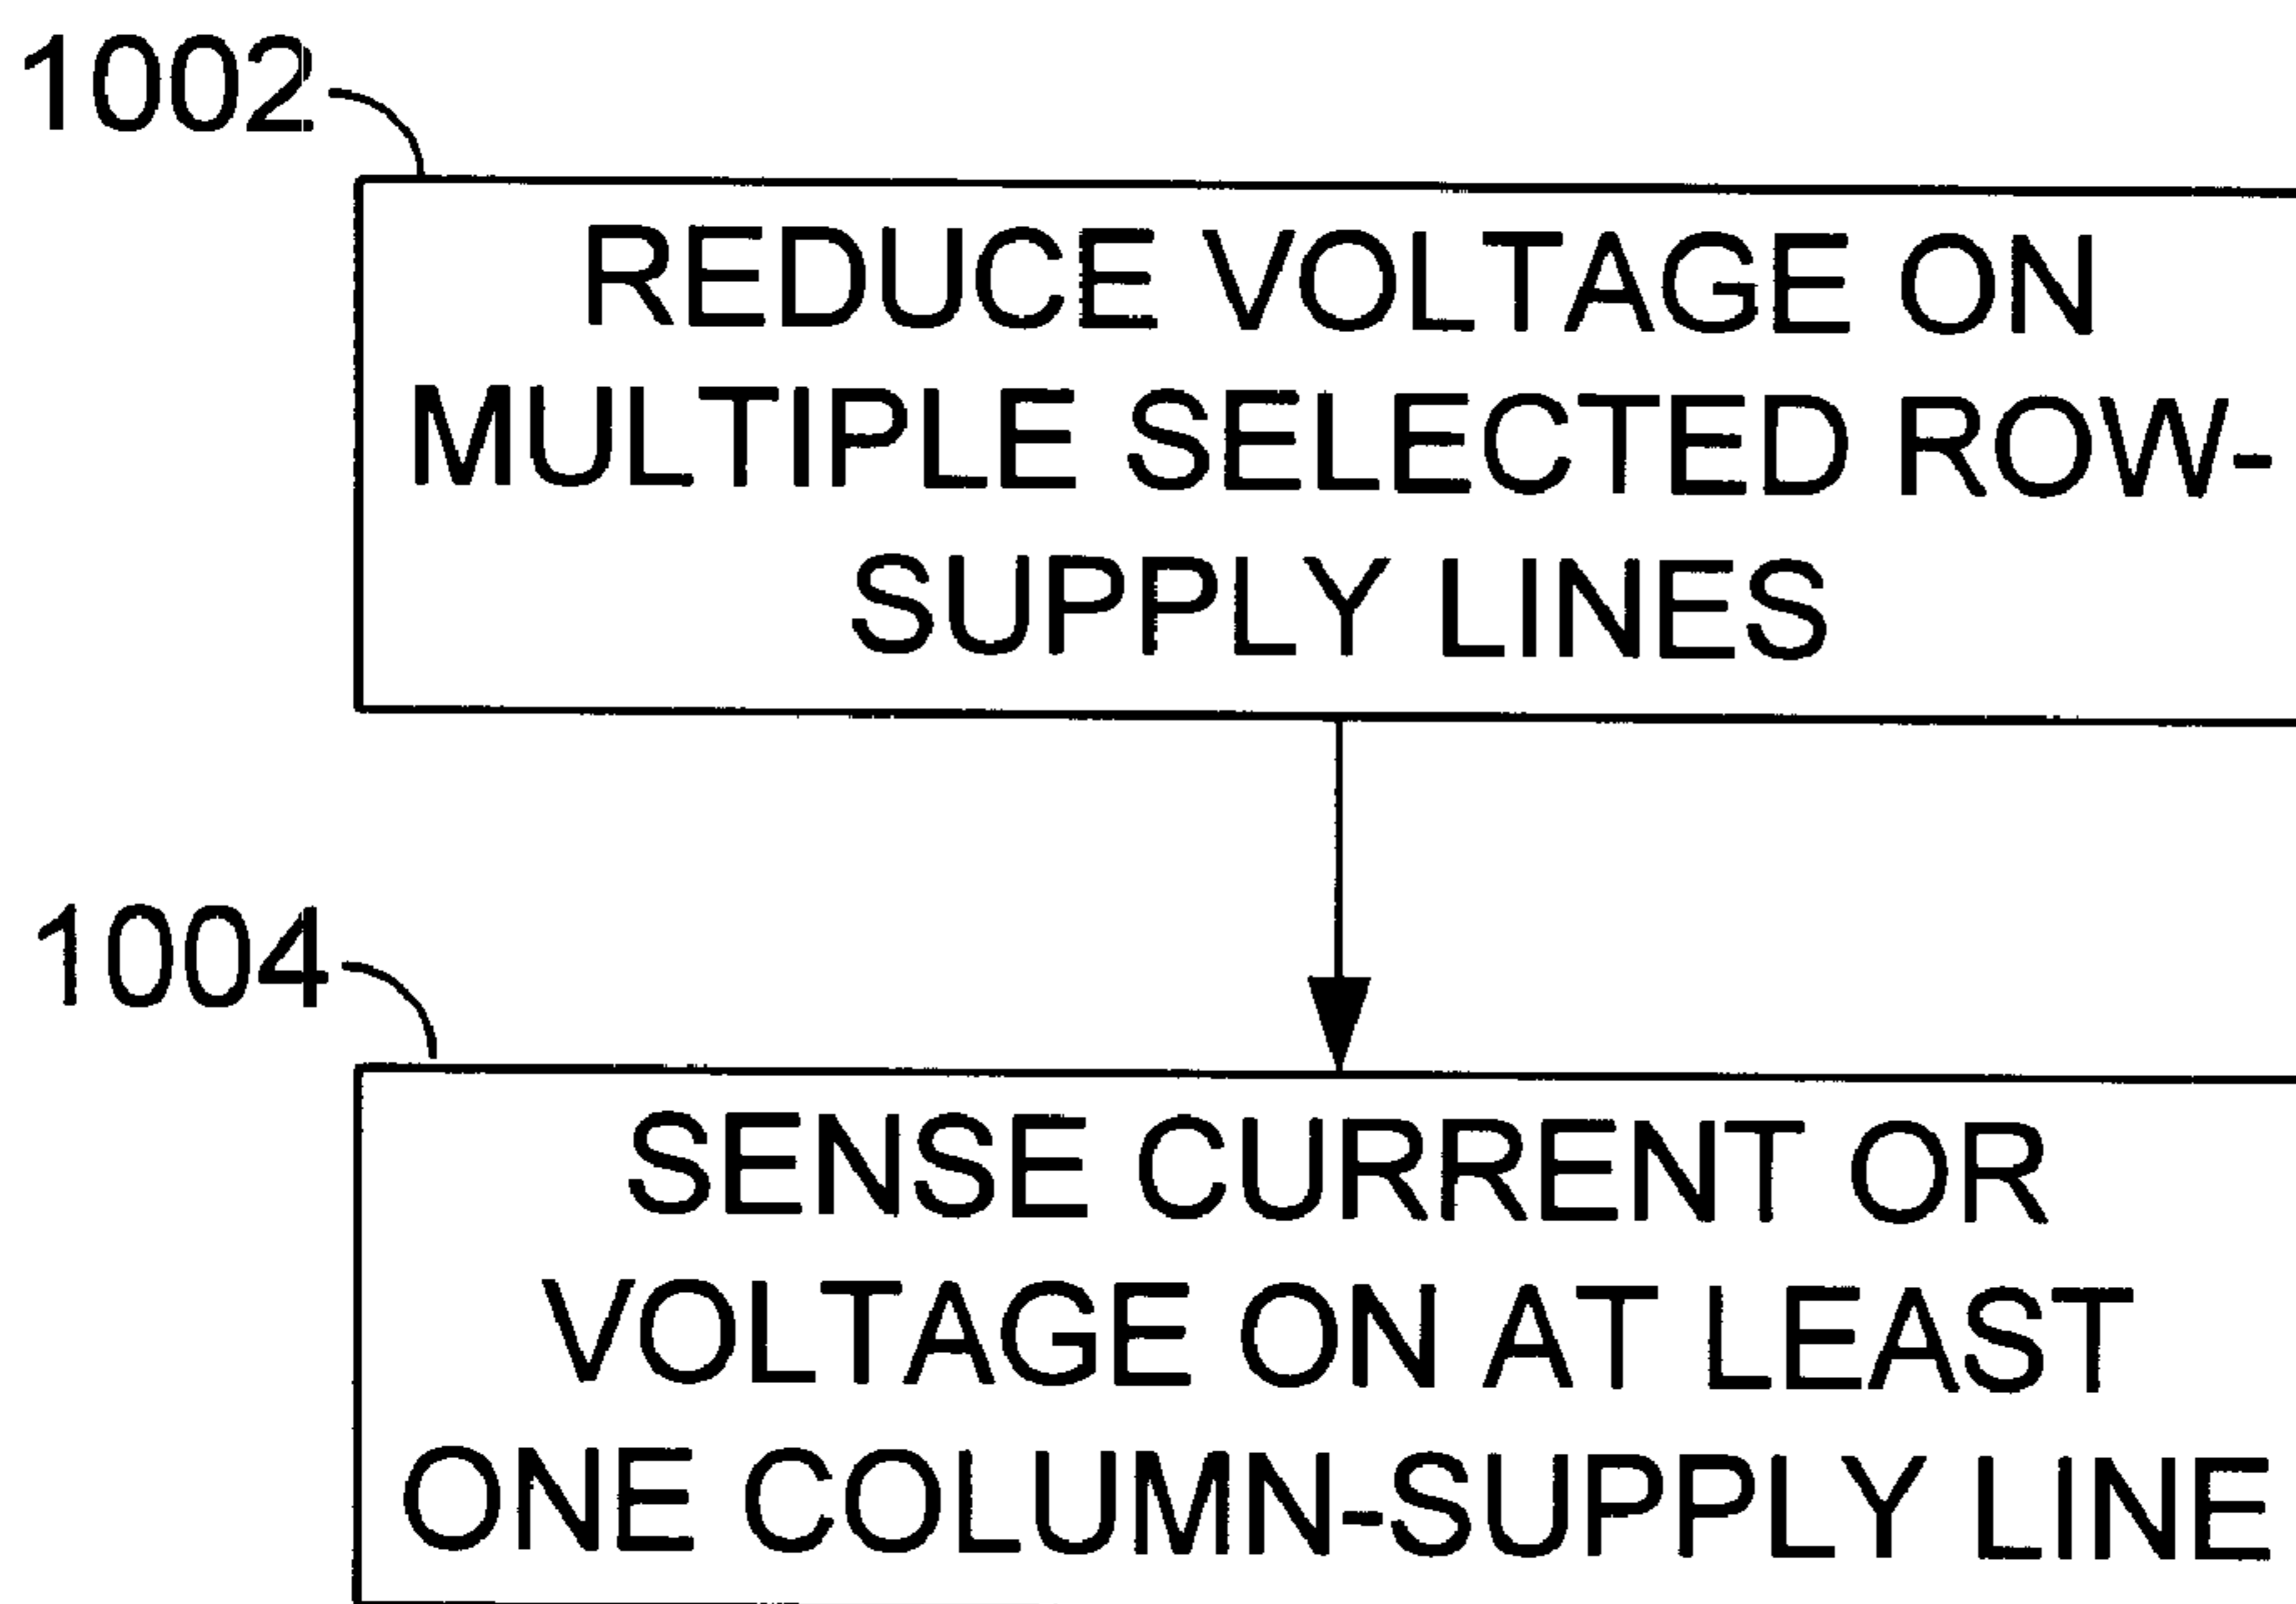 1002
REDUCE VOLTAGE ON
MULTIPLE SELECTED ROW-
SUPPLY LINES
1004
SENSE CURRENT OR
VOLTAGE ON AT LEAST
ONE COLUMN-SUPPLY LINE